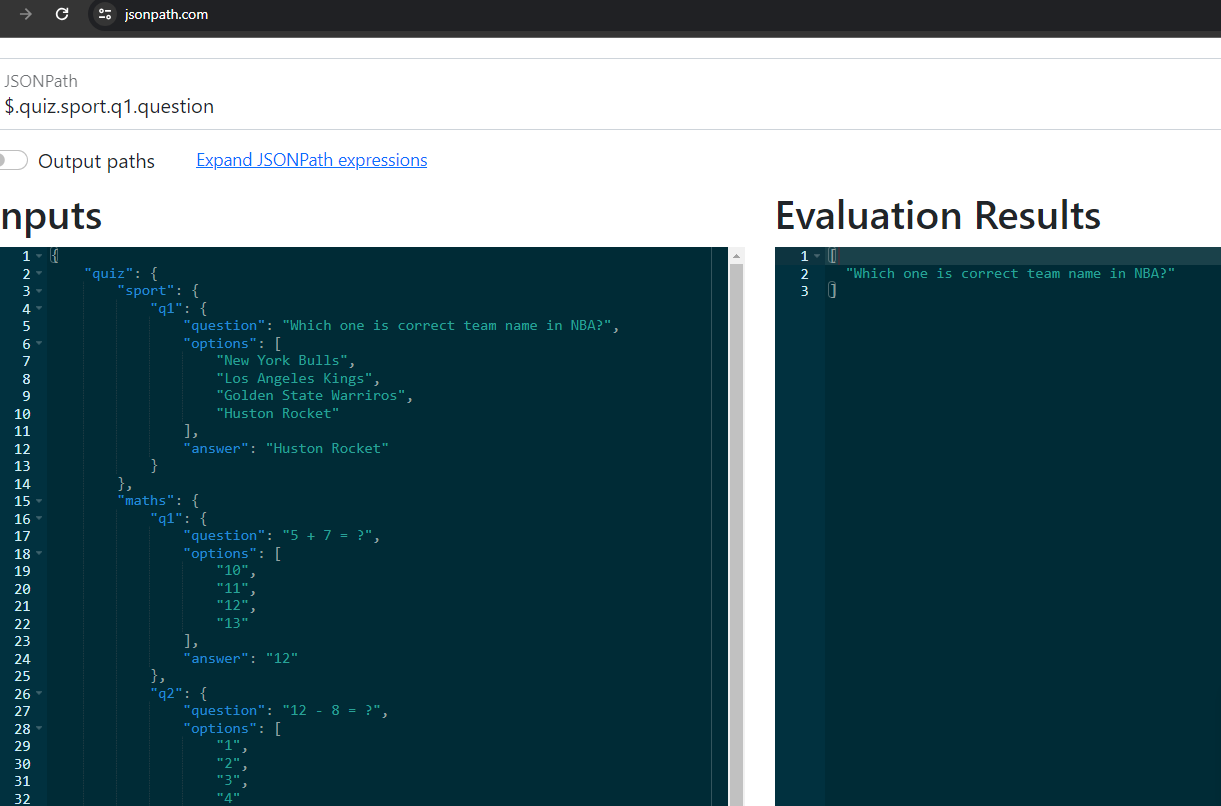 jsonpath.com
JSONPath
$.quiz.sport.q1.question
Output paths
Expand JSONPath expressions
nputs
1 {
2 "quiz": {
3 "sport": {
4 "q1": {
5 "question": "Which one is correct team name in NBA?",
6 "options": [
7 "New York Bulls",
8 "Los Angeles Kings",
9 "Golden State Warriros",
10 "Huston Rocket"
11 ],
12 "answer": "Huston Rocket"
13 }
14 },
15 "maths": {
16 "q1": {
17 "question": "5 + 7 = ?",
18 "options": [
19 "10",
20 "11",
21 "12",
22 "13"
23 ],
24 "answer": "12"
25 },
26 "q2": {
27 "question": "12 - 8 = ?",
28 "options": [
29 "1",
30 "2",
31 "3",
32 "4"
Evaluation Results
1 [
2 "Which one is correct team name in NBA?"
3 ]